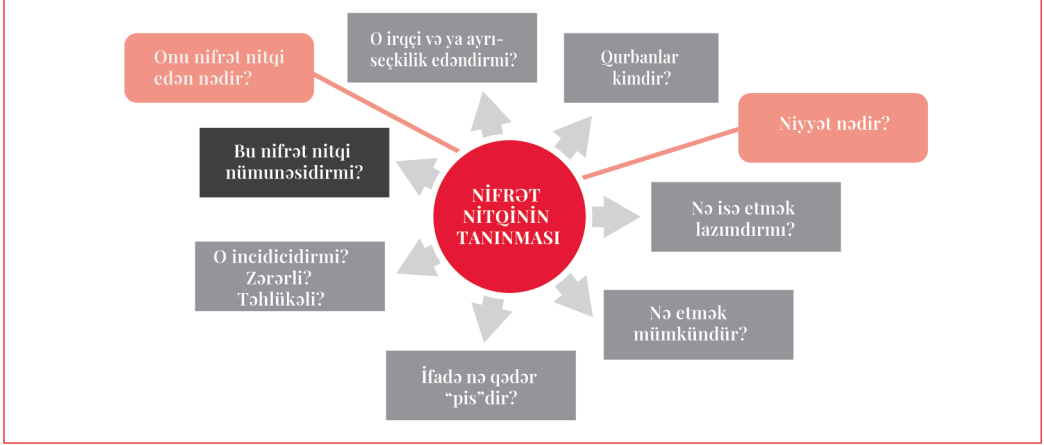 Onu nifrət nitqi
edən nədir?
O irqçi və ya ayrı-
seçkilik edəndirmi?
Qurbanlar
kimdir?
Niyyət nədir?
Bu nifrət nitqi
nümunəsidirmi?
NİFRƏT
NİTQİNİN
TANINMASI
Nə isə etmək
lazımdırmı?
O incidicidirmi?
Zərərli?
Təhlükəli?
Nə etmək
mümkündür?
İfadə nə qədər
“pis”dir?